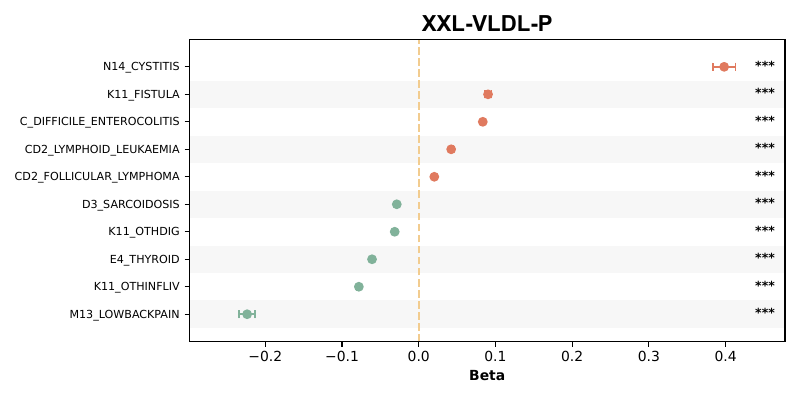 XXL-VLDL-P
N14_CYSTITIS ***
K11_FISTULA ***
C_DIFFICILE_ENTEROCOLITIS ***
CD2_LYMPHOID_LEUKAEMIA ***
CD2_FOLLICULAR_LYMPHOMA ***
D3_SARCOIDOSIS ***
K11_OTHDIG ***
E4_THYROID ***
K11_OTHINFLIV ***
M13_LOWBACKPAIN ***
−0.2 −0.1 0.0 0.1 0.2 0.3 0.4
Beta